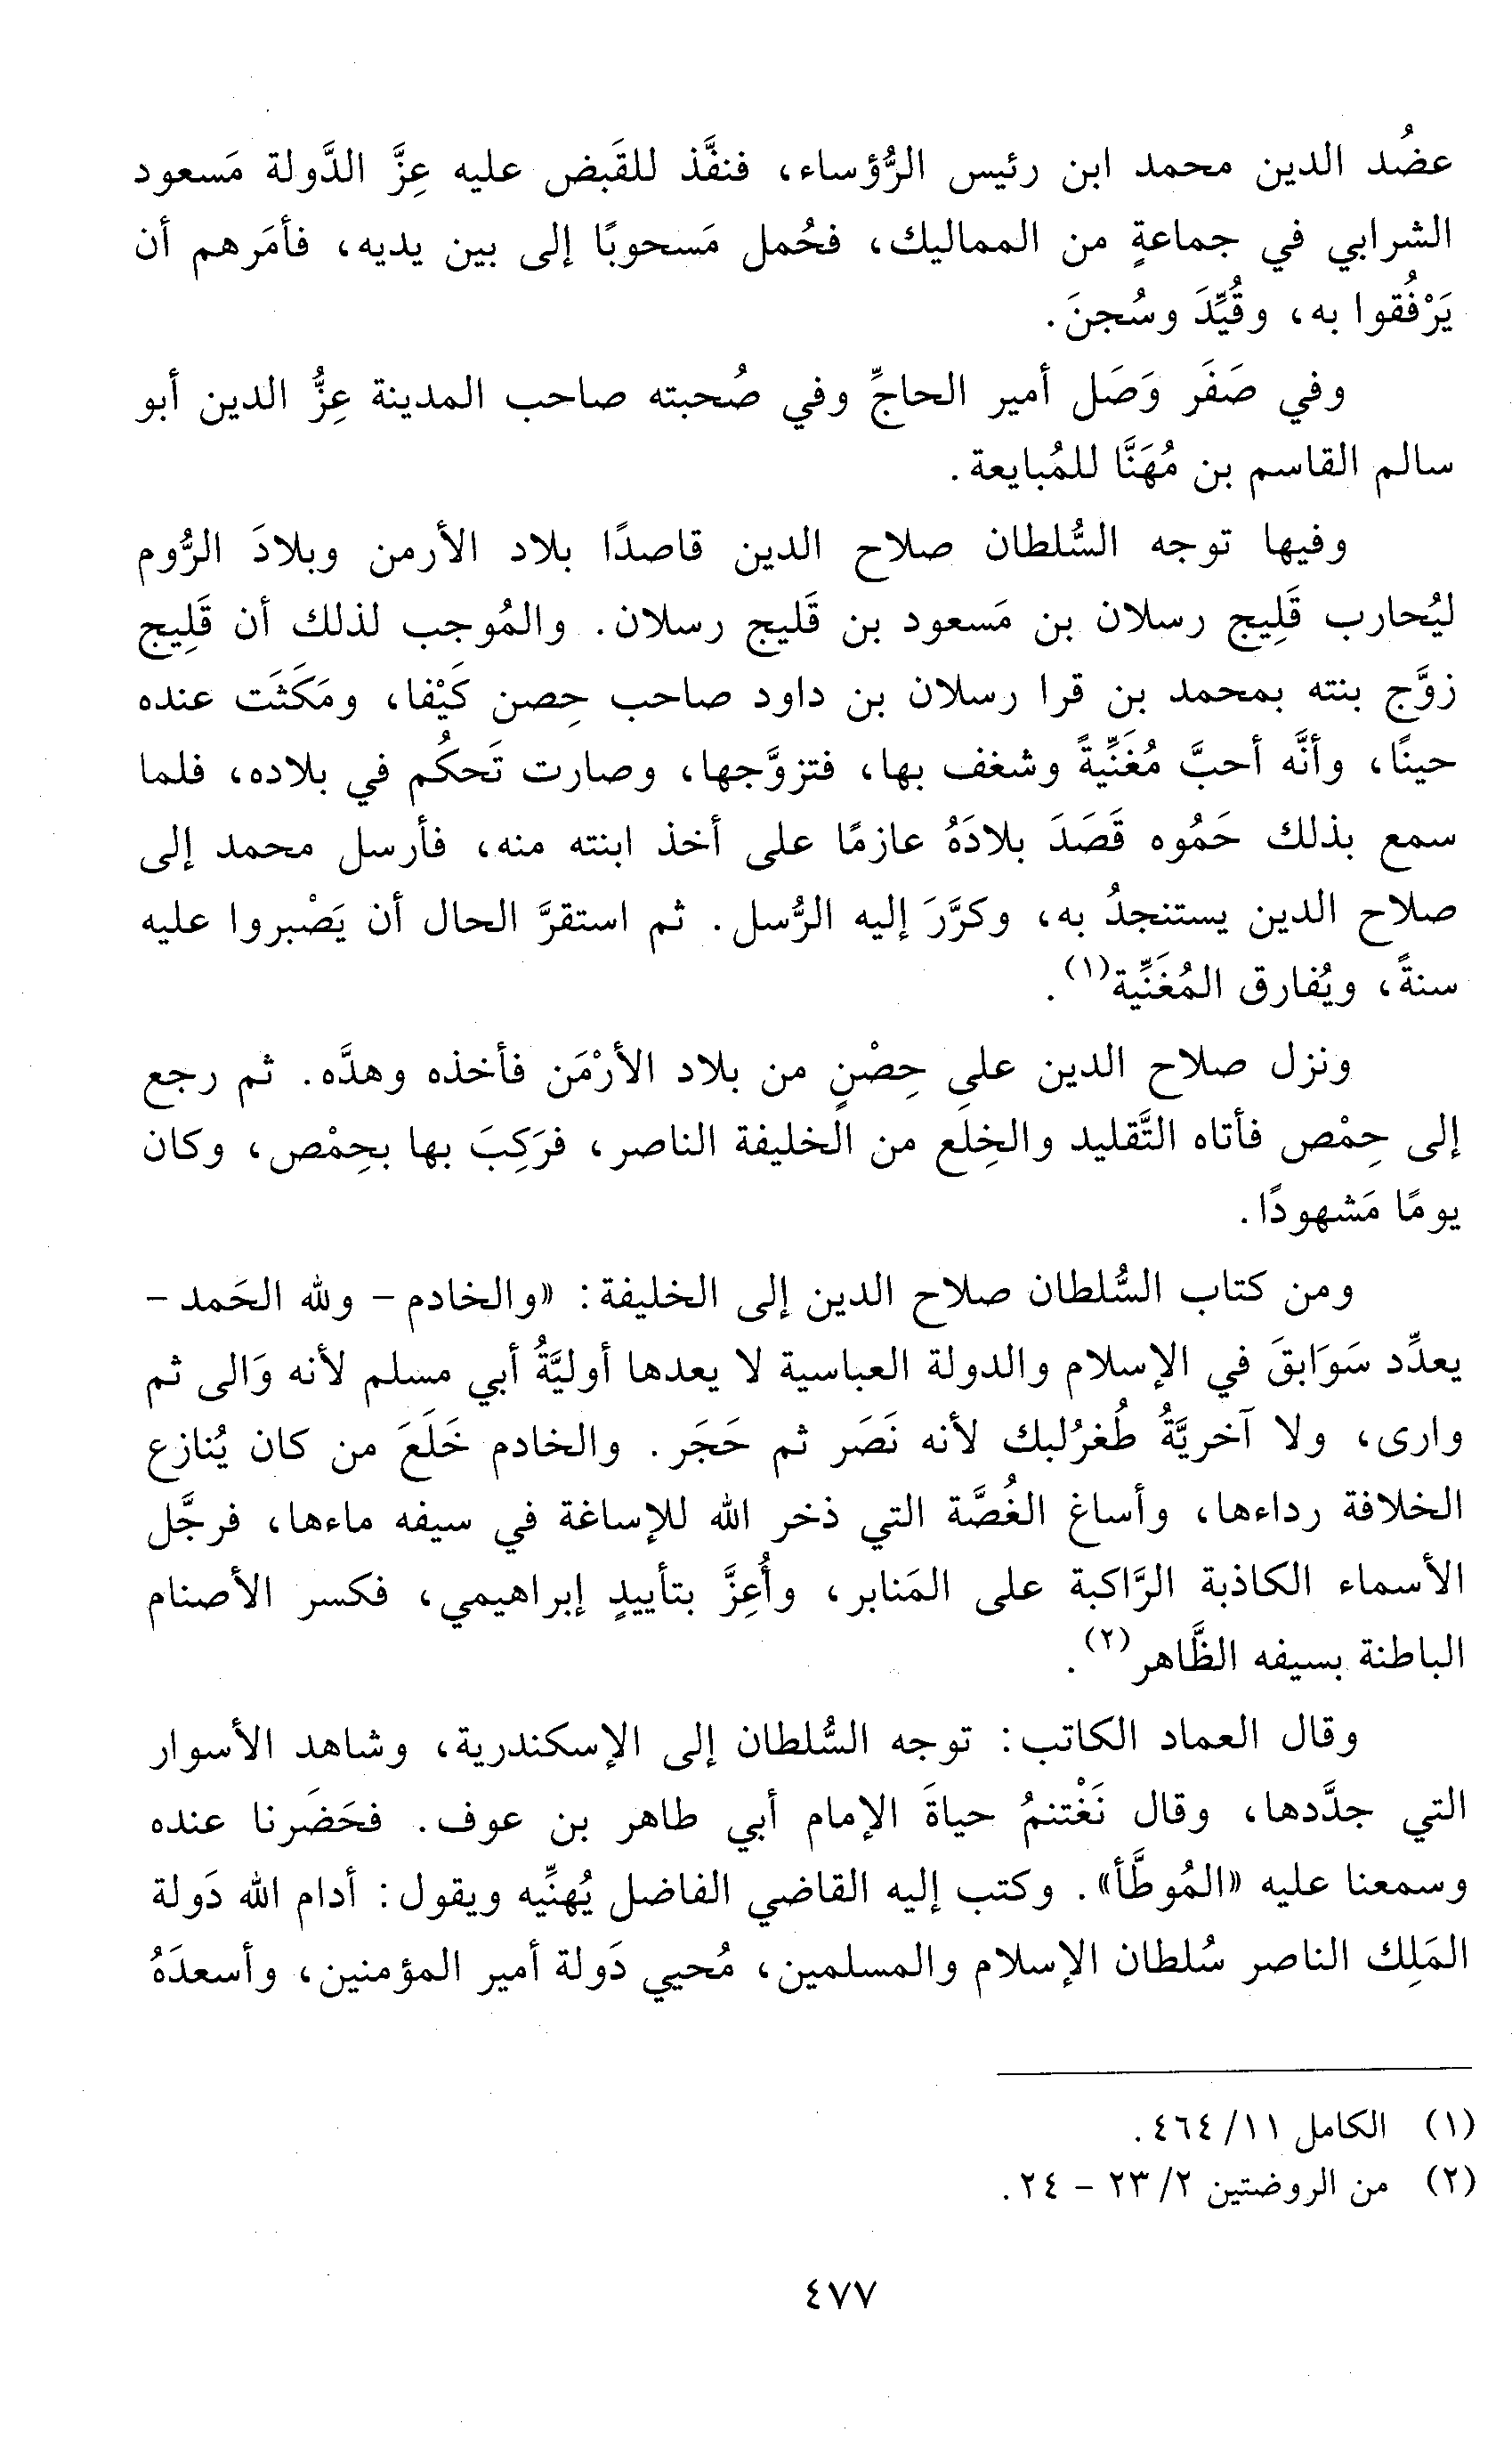 عضُد الدين محمد ابن رئيس الرُّؤساء، فنفَّذ للقَبض عليه عِزَّ الدَّولة مَسعود
الشرابي في جماعةٍ من المماليك، فحُمل مَسحوبًا إلى بين يديه، فأمَرهم أن
يَرْفُقوا به، وقُيِّدَ وسُجنَ.
وفي صَفَر وَصَل أمير الحاجِّ وفي صُحبته صاحب المدينة عِزُّ الدين أبو
سالم القاسم بن مُهَنَّا للمُبايعة.
وفيها توجه السُّلطان صلاح الدين قاصدًا بلاد الأرمن وبلادَ الرُّوم
ليُحارب قَلِيج رسلان بن مَسعود بن قَليج رسلان. والمُوجب لذلك أن قَلِيج
زوَّج بنته بمحمد بن قرا رسلان بن داود صاحب حِصن كَيْفا، ومَكَثَت عنده
حينًا، وأنَّه أحبَّ مُغَنِّيةً وشغف بها، فتزوَّجها، وصارت تَحكُم في بلاده، فلما
سمع بذلك حَمُوه قَصَدَ بلادَهُ عازمًا على أخذ ابنته منه، فأرسل محمد إلى
صلاح الدين يستنجدُ به، وكرَّرَ إليه الرُّسل. ثم استقرَّ الحال أن يَصْبروا عليه
سنةً، ويُفارق المُغَنِّية(١).
ونزل صلاح الدين على حِصْنٍ من بلاد الأرْمَن فأخذه وهدَّه. ثم رجع
إلى حِمْص فأتاه التَّقليد والخِلَع من الخليفة الناصر، فرَكِبَ بها بحِمْص، وكان
يومًا مَشهودًا.
ومن كتاب السُّلطان صلاح الدين إلى الخليفة: «والخادم - ولله الحَمد -
يعدِّد سَوَابقَ في الإسلام والدولة العباسية لا يعدها أوليَّةُ أبي مسلم لأنه وَالى ثم
وارى، ولا آخريَّةُ طُغرُلبك لأنه نَصَر ثم حَجَر. والخادم خَلَعَ من كان يُنازع
الخلافة رداءها، وأساغ الغُصَّة التي ذخر الله للإساغة في سيفه ماءها، فرجَّل
الأسماء الكاذبة الرَّاكبة على المَنابر، وأُعِزَّ بتأييدٍ إبراهيمي، فكسر الأصنام
الباطنة بسيفه الظَّاهر(٢).
وقال العماد الكاتب: توجه السُّلطان إلى الإسكندرية، وشاهد الأسوار
التي جدَّدها، وقال نَغْتنمُ حياةَ الإمام أبي طاهر بن عوف. فحَضَرنا عنده
وسمعنا عليه «المُوطَّأ». وكتب إليه القاضي الفاضل يُهنِّيه ويقول: أدام الله دَولة
المَلِك الناصر سُلطان الإسلام والمسلمين، مُحيي دَولة أمير المؤمنين، وأسعدَهُ
(١) الكامل ١١/ ٤٦٤.
(٢) من الروضتين ٢/ ٢٣ - ٢٤.
٤٧٧